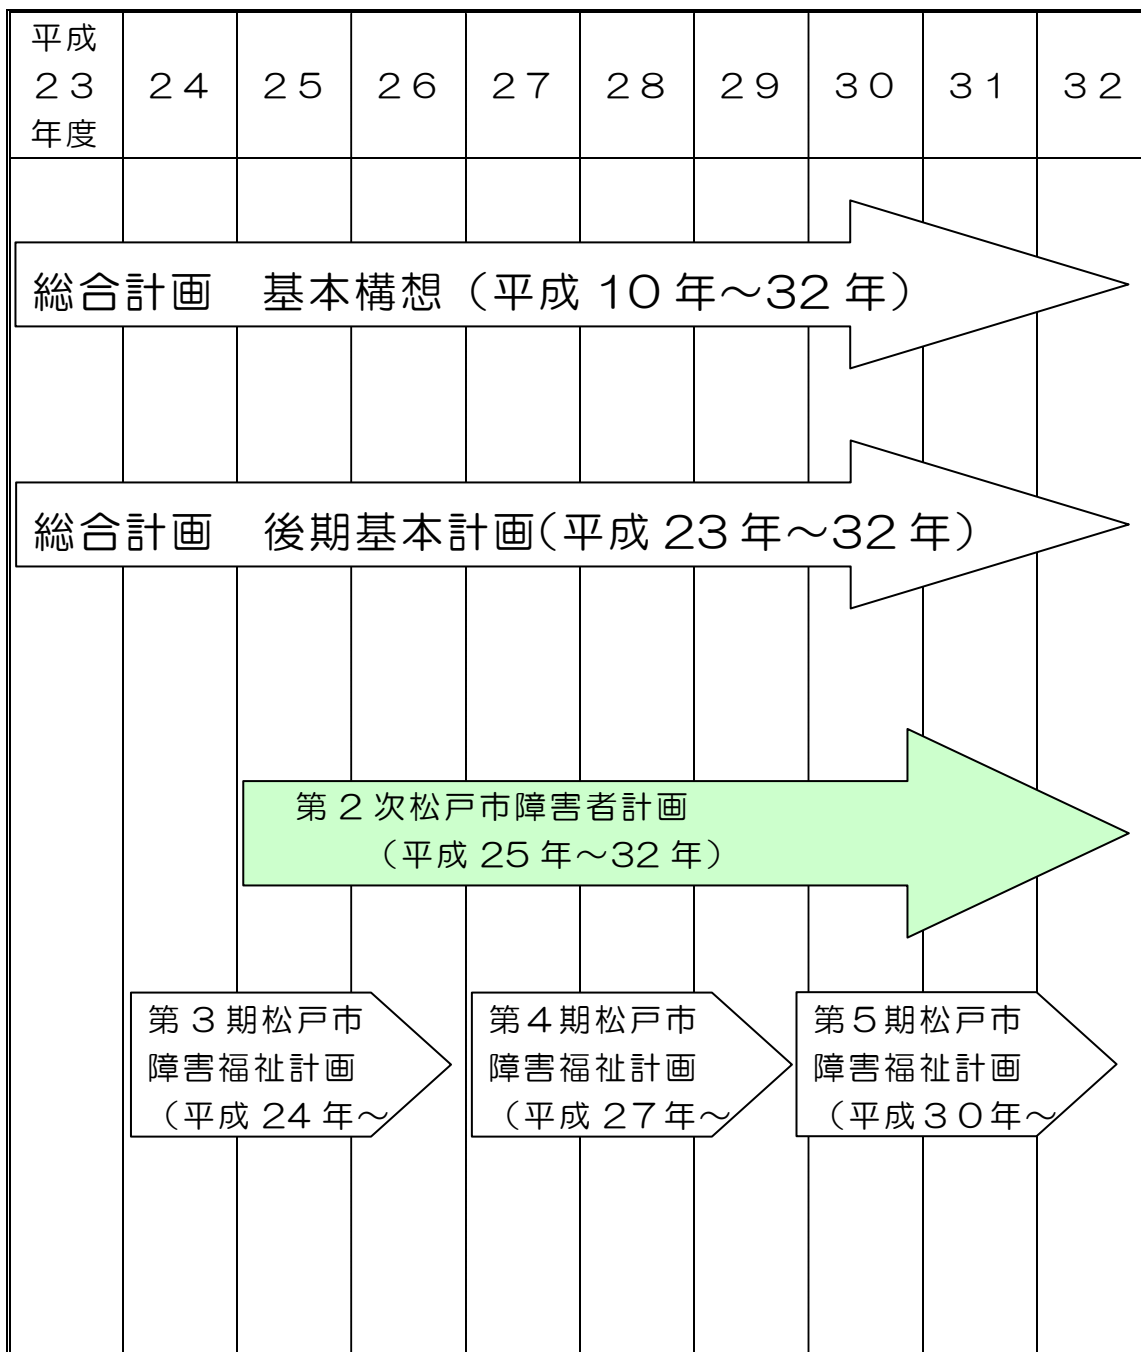 平成
２３
年度
２４
２５
２６
２７
２８
２９
３０
３１
３２
総合計画　基本構想（平成 10 年～32 年）
総合計画　後期基本計画(平成 23 年～32 年)
第 2 次松戸市障害者計画
（平成 25 年～32 年）
第 3 期松戸市
障害福祉計画
（平成 24 年～
第４期松戸市
障害福祉計画
（平成 27年～
第５期松戸市
障害福祉計画
（平成３０年～